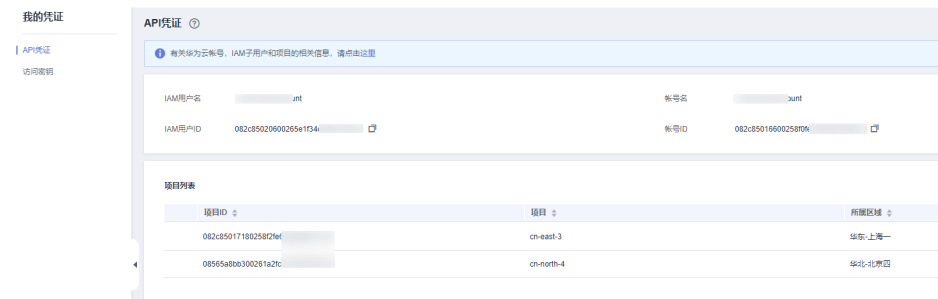 我的凭证
API凭证
访问密钥
API凭证
有关华为云帐号、IAM子用户和项目的相关信息，请点击这里
IAM用户名 unt 帐号名 ount
IAM用户ID 082c85020600265e1f34 帐号ID 082c85016600258f0fe
项目列表
项目ID 项目 所属区域
082c85017180258f2fe6 cn-east-3 华东-上海一
08565a8bb300261a2fc cn-north-4 华北-北京四